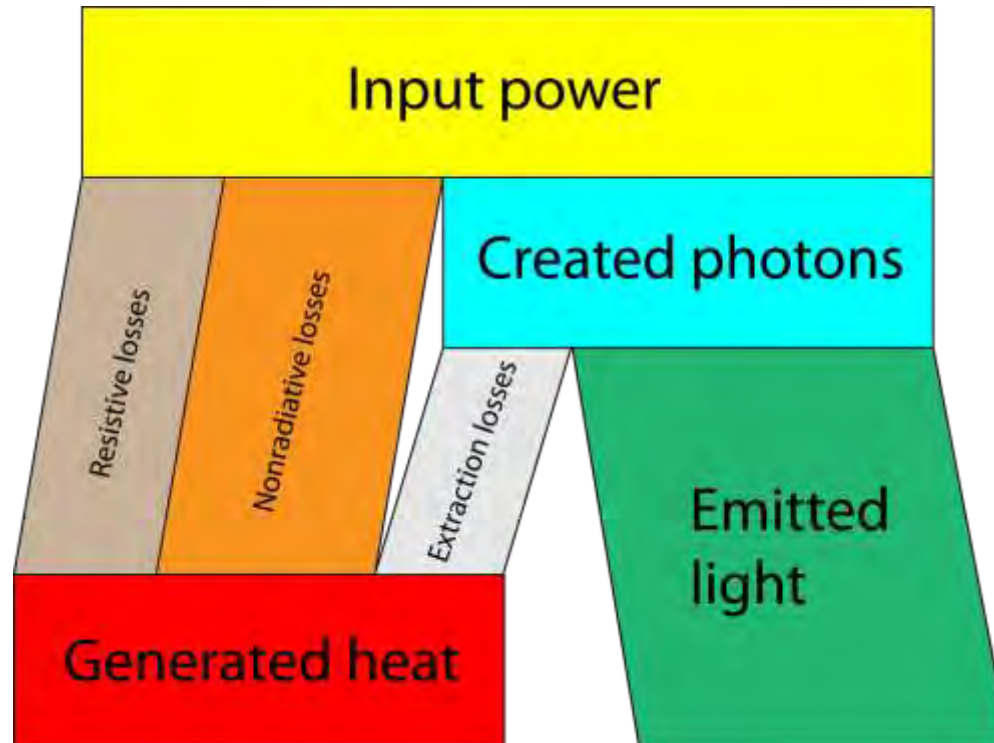 Input power
Resistive losses
Nonradiative losses
Created photons
Extraction losses
Emitted
light
Generated heat